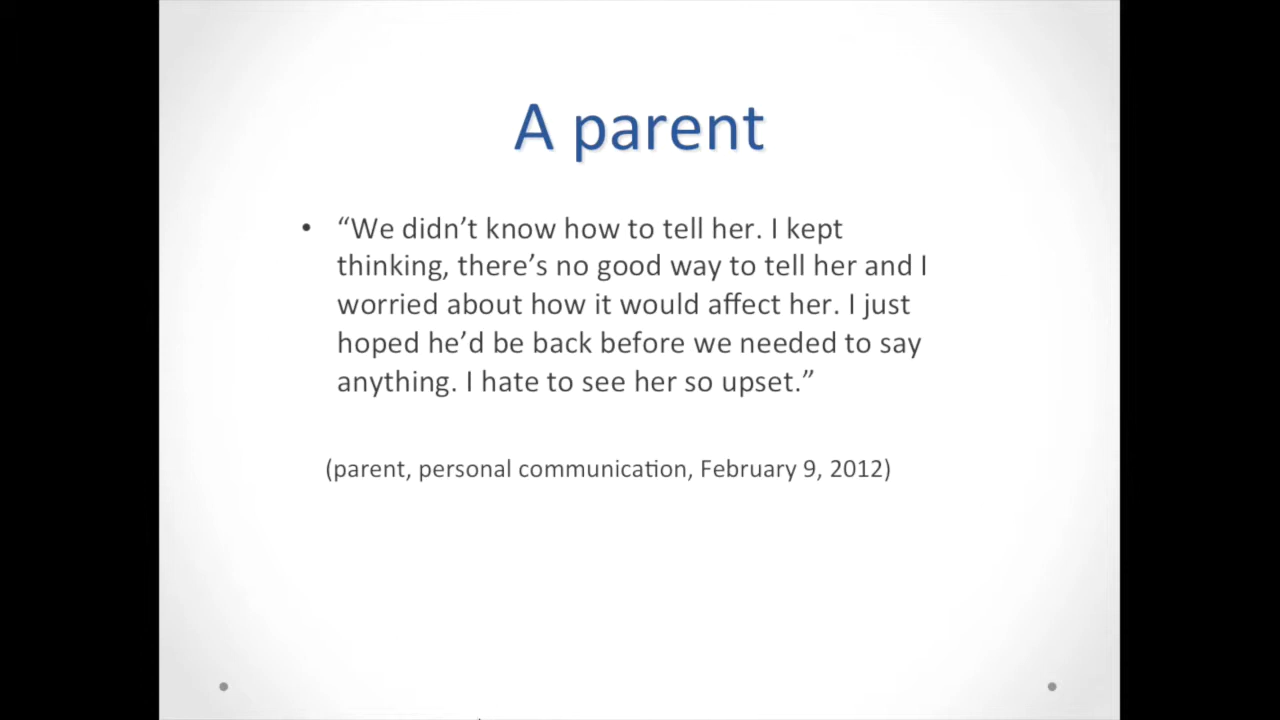 A parent
• “We didn’t know how to tell her. I kept
thinking, there’s no good way to tell her and I
worried about how it would affect her. I just
hoped he’d be back before we needed to say
anything. I hate to see her so upset.”
(parent, personal communication, February 9, 2012)